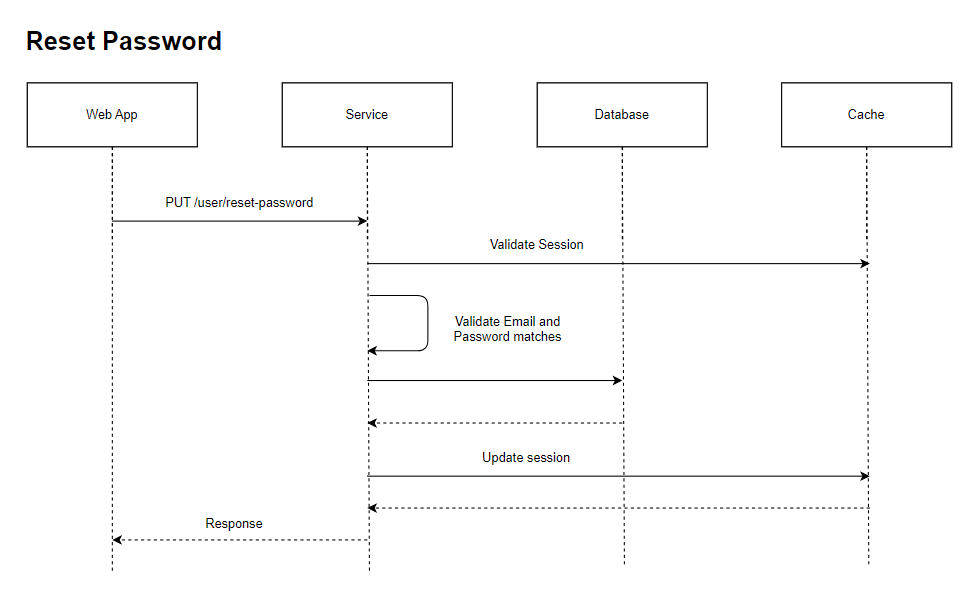 Reset Password
Web App
Service
Database
Cache
PUT /user/reset-password
Validate Session
Validate Email and
Password matches
Update session
Response